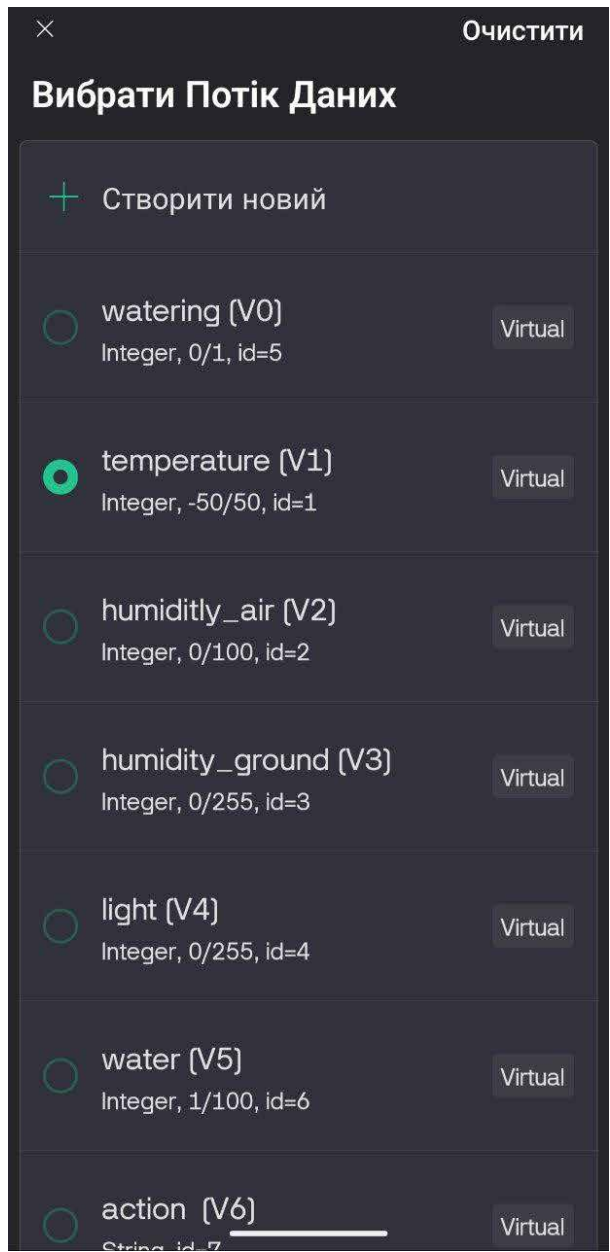 Очистити
Вибрати Потік Даних
Створити новий
watering (V0)
Integer, 0/1, id=5
Virtual
temperature (V1)
Integer, -50/50, id=1
Virtual
humiditly_air (V2)
Integer, 0/100, id=2
Virtual
humidity_ground (V3)
Integer, 0/255, id=3
Virtual
light (V4)
Integer, 0/255, id=4
Virtual
water (V5)
Integer, 1/100, id=6
Virtual
action (V6)
String, id=7
Virtual